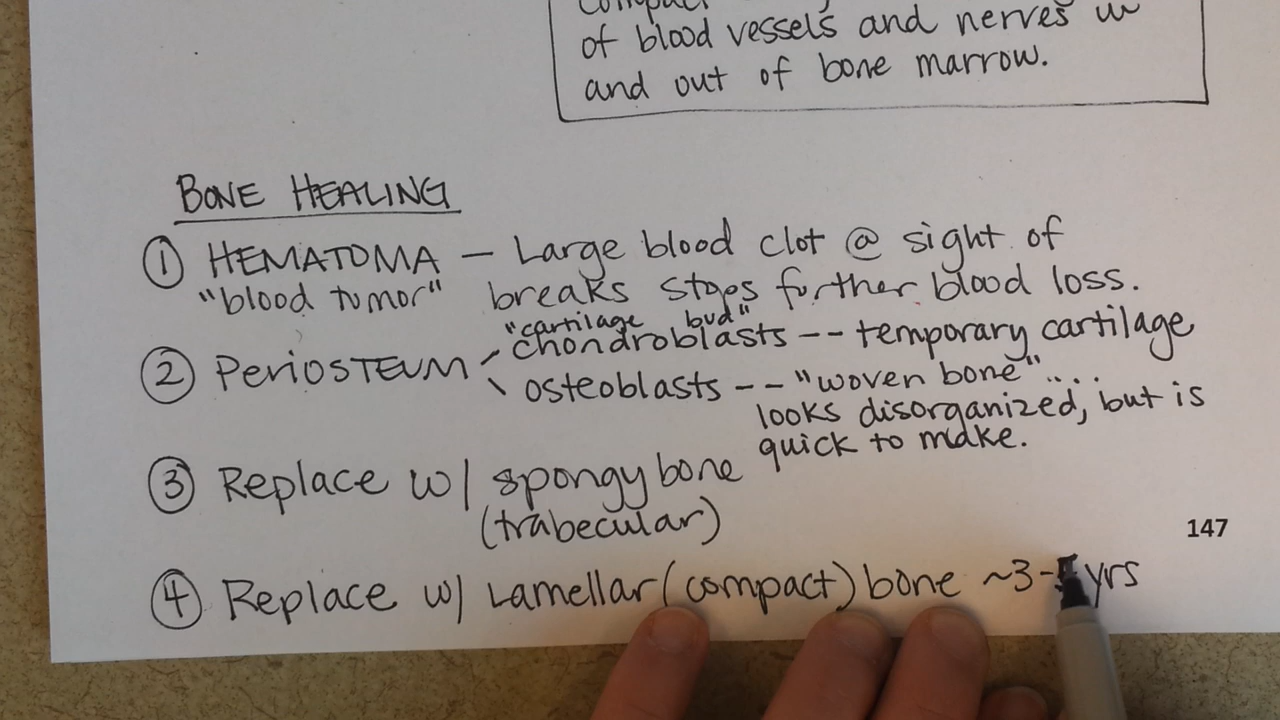 compact
of blood vessels and nerves in
and out of bone marrow.
BONE HEALING
① HEMATOMA – Large blood clot @ sight of
"blood tumor" breaks stops further blood loss.
"cartilage bud"
② PERIOSTEUM chondroblasts -- temporary cartilage
osteoblasts -- "woven bone"...
looks disorganized, but is
quick to make.
③ Replace w/ spongy bone
(trabecular)
147
④ Replace w/ Lamellar (compact) bone ~3- yrs